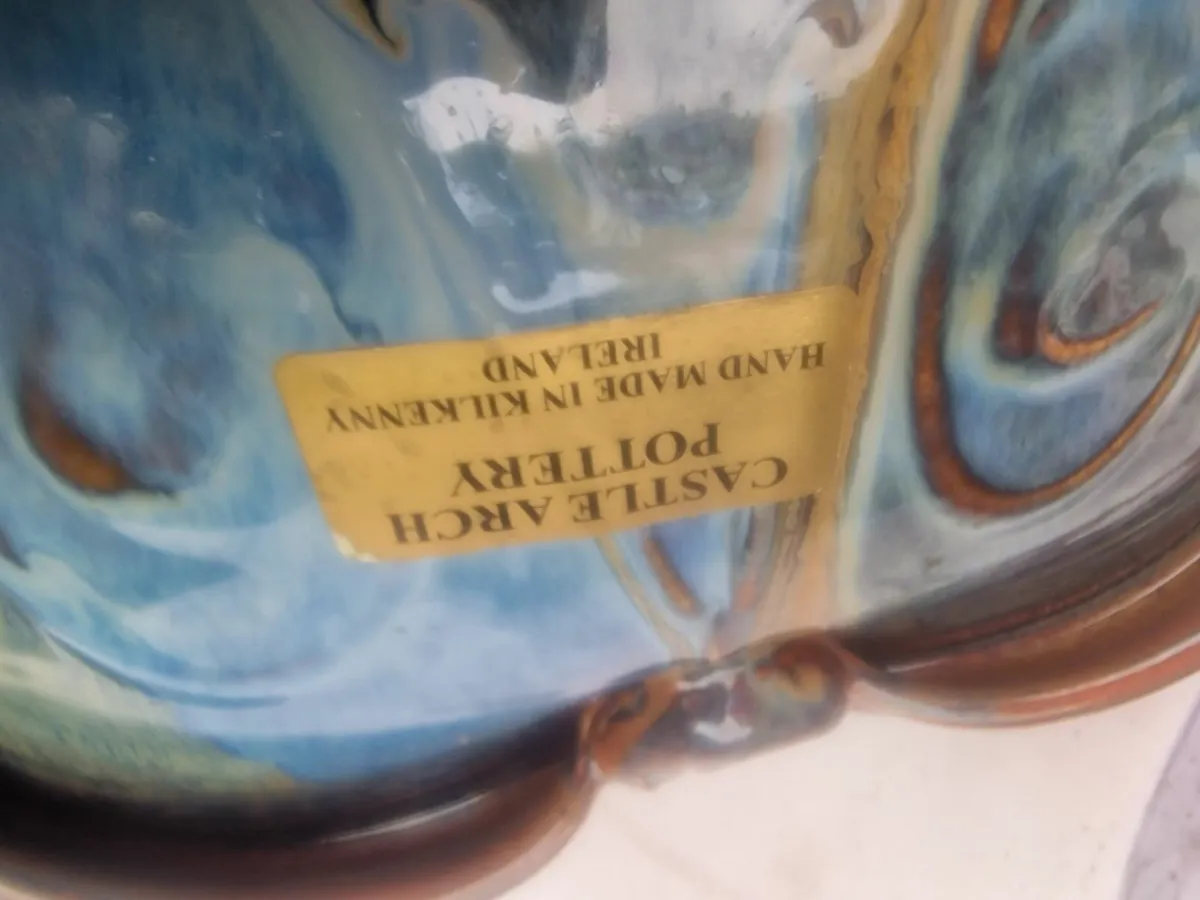 CASTLE ARCH
POTTERY
HAND MADE IN KILKENNY
IRELAND